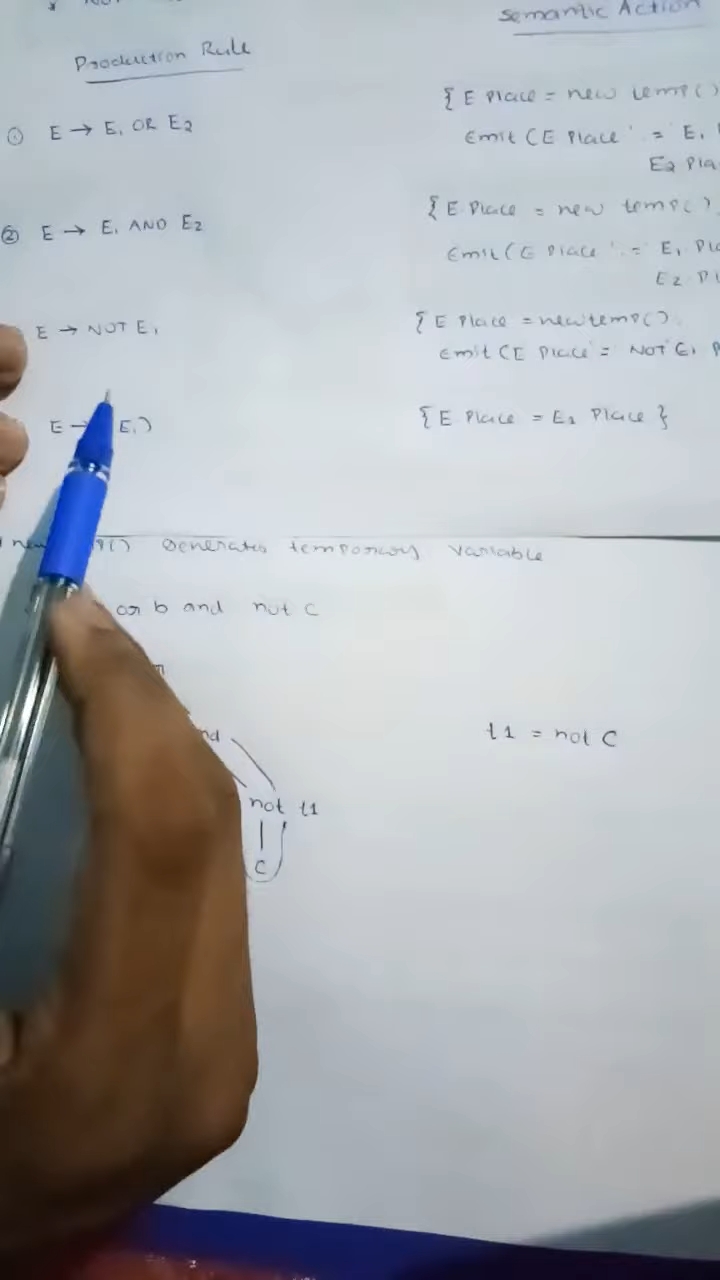 Semantic Action
Production Rule
① E → E1 OR E2
{ E Place = new temp()
Emit (E Place ' = E1
E2 Pla
② E → E1 AND E2
{ E Place = new temp()
Emit (E Place ' = E1 Pla
E2 Pl
E → NOT E1
{ E Place = newtemp().
Emit (E Place = NOT E1 P
E → E1)
{ E Place = E1 Place }
Generates temporary variable
or b and not C
t1 = not C
not t1
C